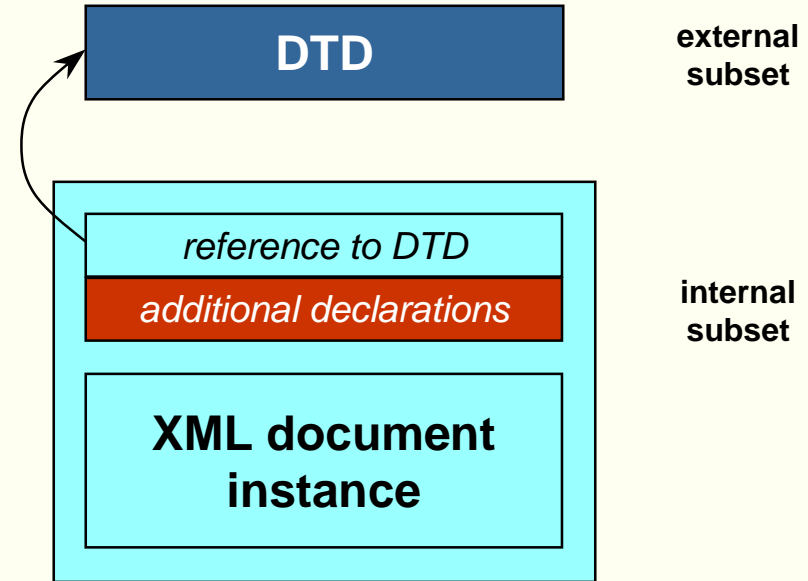 DTD
external
subset
reference to DTD
additional declarations
internal
subset
XML document
instance